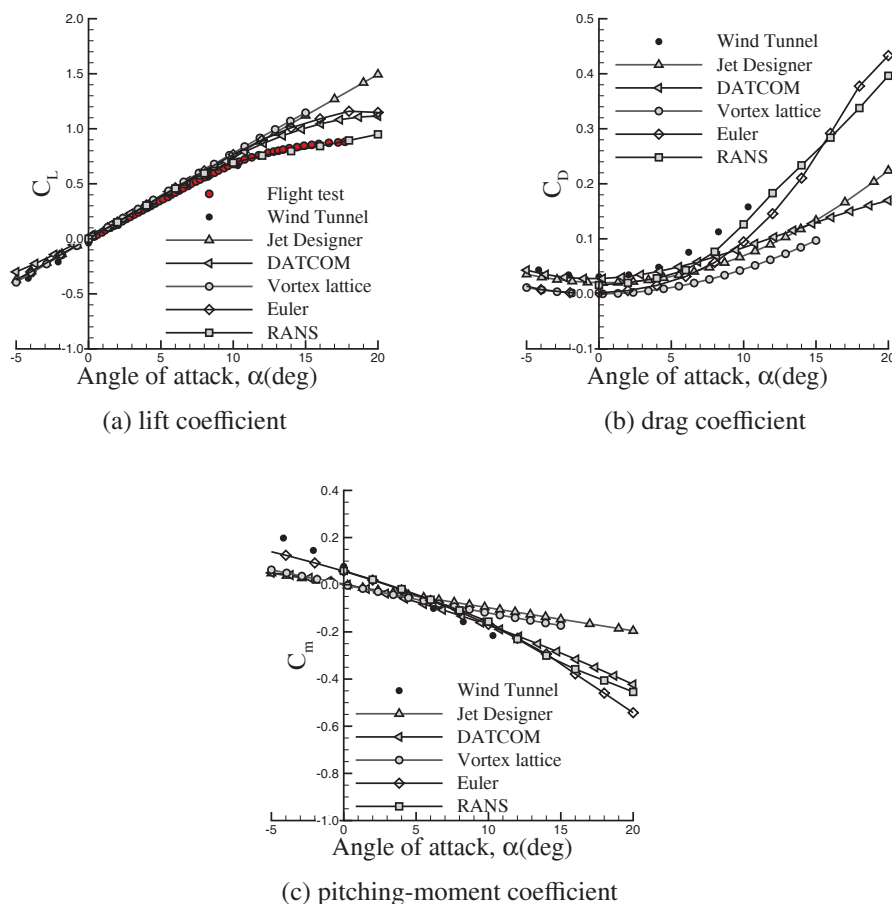 2.0
1.5
1.0
0.5
0.0
-0.5
-1.0
C_L
-5 0 5 10 15 20
Angle of attack, α(deg)
Flight test
Wind Tunnel
Jet Designer
DATCOM
Vortex lattice
Euler
RANS
(a) lift coefficient
0.5
0.4
0.3
0.2
0.1
0.0
-0.1
C_D
-5 0 5 10 15 20
Angle of attack, α(deg)
Wind Tunnel
Jet Designer
DATCOM
Vortex lattice
Euler
RANS
(b) drag coefficient
0.4
0.2
0.0
-0.2
-0.4
-0.6
-0.8
-1.0
C_m
-5 0 5 10 15 20
Angle of attack, α(deg)
Wind Tunnel
Jet Designer
DATCOM
Vortex lattice
Euler
RANS
(c) pitching-moment coefficient